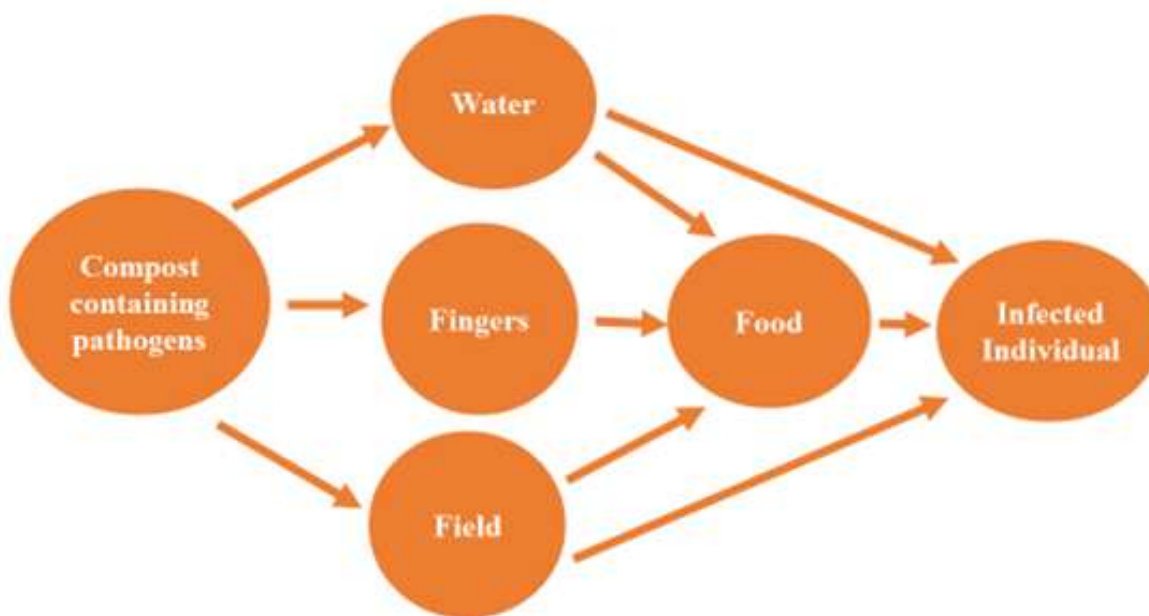 Water
Compost
containing
pathogens
Fingers
Food
Infected
Individual
Field